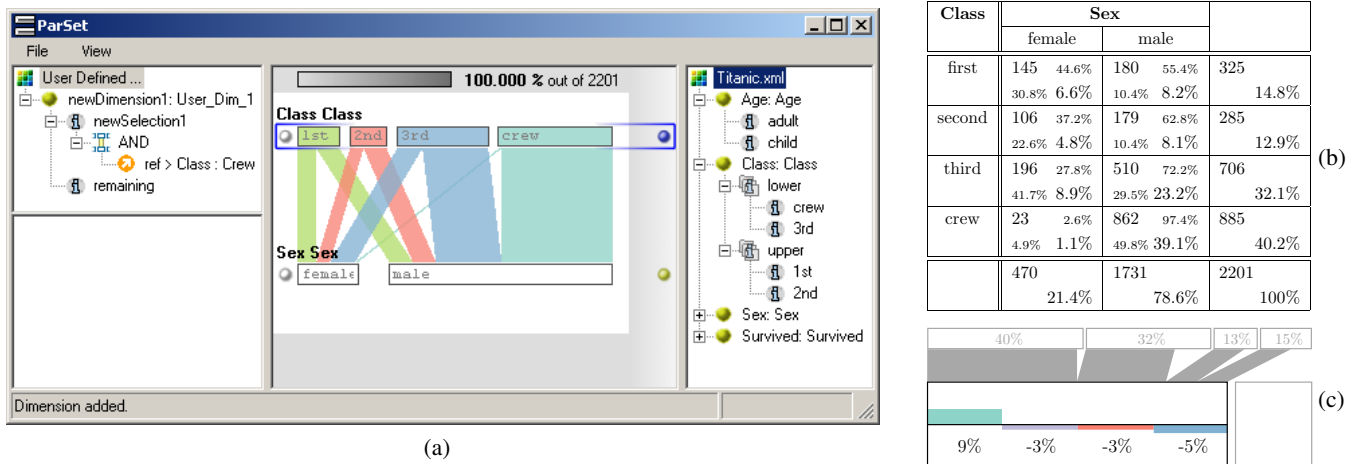 ParSet
File View
User Defined ...
newDimension1: User_Dim_1
newSelection1
AND
ref > Class : Crew
remaining
100.000 % out of 2201
Class Class
1st 2nd 3rd crew
Sex Sex
female male
Titanic.xml
Age: Age
adult
child
Class: Class
lower
crew
3rd
upper
1st
2nd
Sex: Sex
Survived: Survived
Dimension added.
(a)
Class Sex
female male
first 145 44.6% 180 55.4% 325
30.8% 6.6% 10.4% 8.2% 14.8%
second 106 37.2% 179 62.8% 285
22.6% 4.8% 10.4% 8.1% 12.9%
third 196 27.8% 510 72.2% 706
41.7% 8.9% 29.5% 23.2% 32.1%
crew 23 2.6% 862 97.4% 885
4.9% 1.1% 49.8% 39.1% 40.2%
470 1731 2201
21.4% 78.6% 100%
(b)
40% 32% 13% 15%
9% -3% -3% -5%
(c)